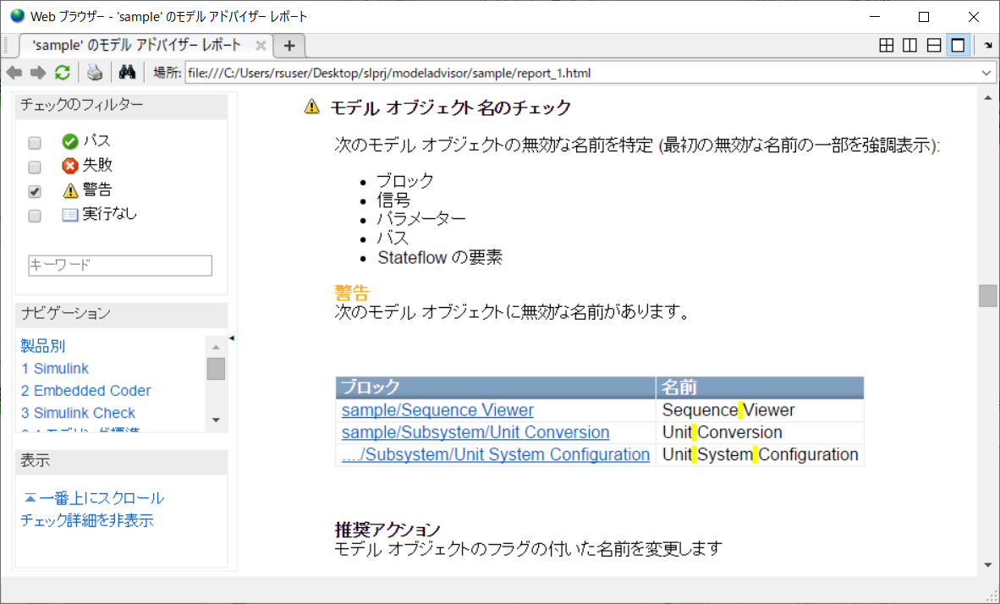 Web ブラウザー - 'sample' のモデル アドバイザー レポート
'sample' のモデル アドバイザー レポート
場所: file:///C:/Users/rsuser/Desktop/slprj/modeladvisor/sample/report_1.html
チェックのフィルター
パス
失敗
警告
実行なし
キーワード
ナビゲーション
製品別
1 Simulink
2 Embedded Coder
3 Simulink Check
表示
一番上にスクロール
チェック詳細を非表示
モデル オブジェクト名のチェック
次のモデル オブジェクトの無効な名前を特定 (最初の無効な名前の一部を強調表示):
• ブロック
• 信号
• パラメーター
• バス
• Stateflow の要素
警告
次のモデル オブジェクトに無効な名前があります。
ブロック 名前
sample/Sequence Viewer Sequence Viewer
sample/Subsystem/Unit Conversion Unit Conversion
..../Subsystem/Unit System Configuration Unit System Configuration
推奨アクション
モデル オブジェクトのフラグの付いた名前を変更します